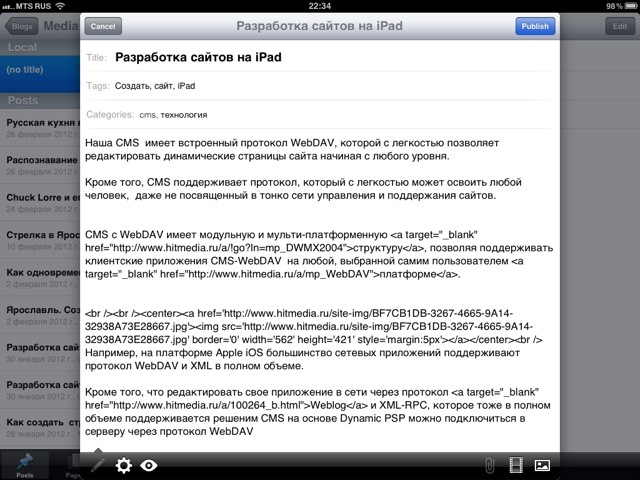 MTS RUS 22:34 98%
Blogs Media Edit
Cancel Разработка сайтов на iPad Publish
Local
(no title)
Posts
Русская кухня в
26 февраля 2012 г.
Распознавание
26 февраля 2012 г.
Chuck Lorre и е
24 февраля 2012 г.
Стрелка в Ярос
10 февраля 2012 г.
Как одновремен
6 февраля 2012 г.
Ярославль. Соз
2 февраля 2012 г.
Разработка сай
30 января 2012 г.
Разработка сай
30 января 2012 г.
Как создать ст
30 января 2012 г.
Posts Page
Title: Разработка сайтов на iPad
Tags: Создать, сайт, iPad
Categories: cms, технология
Наша CMS имеет встроенный протокол WebDAV, которой с легкостью позволяет
редактировать динамические страницы сайта начиная с любого уровня.
Кроме того, CMS поддерживает протокол, который с легкостью может освоить любой
человек, даже не посвященный в тонко сети управления и поддержания сайтов.
CMS с WebDAV имеет модульную и мульти-платформенную <a target="_blank"
href="http://www.hitmedia.ru/a/!go?ln=mp_DWMX2004">структуру</a>, позволяя поддерживать
клиентские приложения CMS-WebDAV на любой, выбранной самим пользователем <a
target="_blank" href="http://www.hitmedia.ru/a/mp_WebDAV">платформе</a>.
<br /><br /><center><a href='http://www.hitmedia.ru/site-img/BF7CB1DB-3267-4665-9A14-
32938A73E28667.jpg'><img src='http://www.hitmedia.ru/site-img/BF7CB1DB-3267-4665-9A14-
32938A73E28667.jpg' border='0' width='562' height='421' style='margin:5px'></a></center><br />
Например, на платформе Apple iOS большинство сетевых приложений поддерживают
протокол WebDAV и XML в полном объеме.
Кроме того, что редактировать свое приложение в сети через протокол <a target="_blank"
href="http://www.hitmedia.ru/a/100264_b.html">Weblog</a> и XML-RPC, которое тоже в полном
объеме поддерживается решеним CMS на основе Dynamic PSP можно подключиться в
серверу через протокол WebDAV